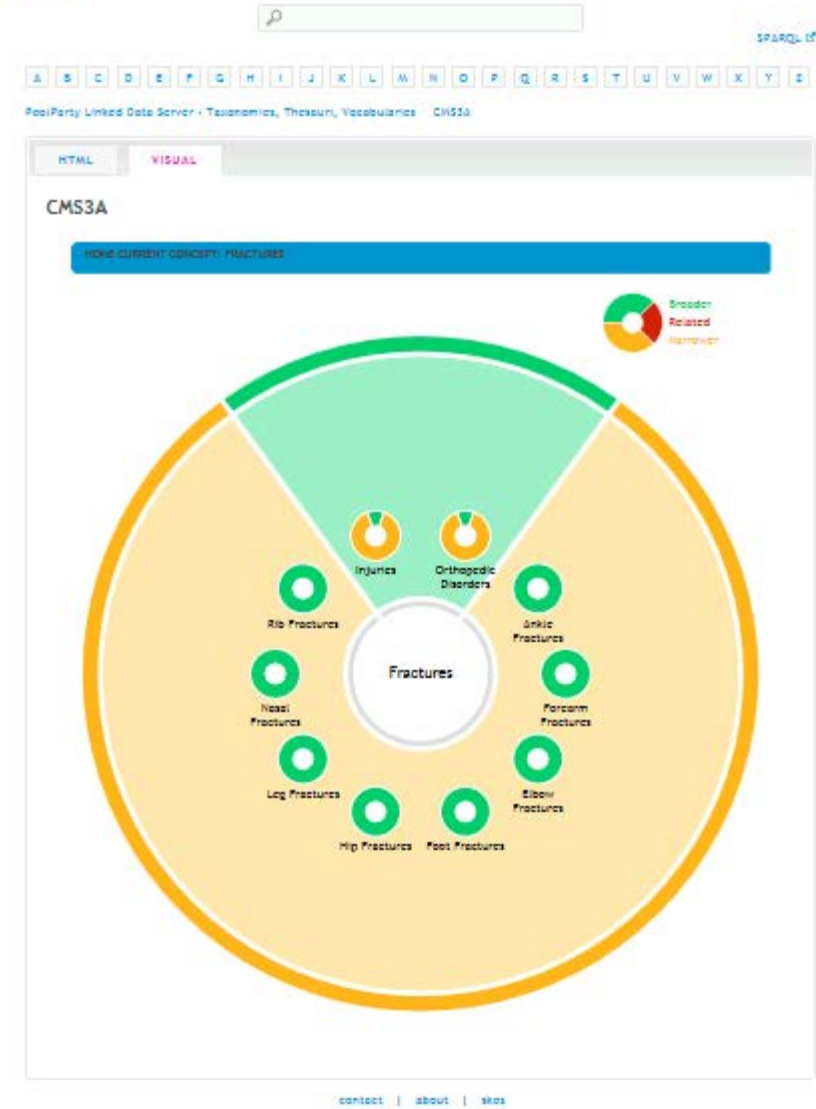 SPARQL
A B C D E F G H I J K L M N O P Q R S T U V W X Y Z
PoolParty Linked Data Server - Taxonomies, Thesauri, Vocabularies CMS3A
HTML VISUAL
CMS3A
HOME CURRENT CONCEPT: FRACTURES
Broader
Related
Narrower
Injuries
Orthopedic
Disorders
Rib Fractures
Ankle
Fractures
Fractures
Nasal
Fractures
Forearm
Fractures
Leg Fractures
Elbow
Fractures
Hip Fractures
Foot Fractures
contact | about | skos